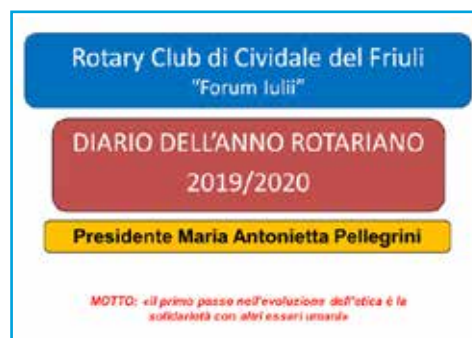 Rotary Club di Cividale del Friuli
"Forum Iulii"
DIARIO DELL'ANNO ROTARIANO
2019/2020
Presidente Maria Antonietta Pellegrini
MOTTO: «il primo passo nell'evoluzione dell'etica è la
solidarietà con altri esseri umani»